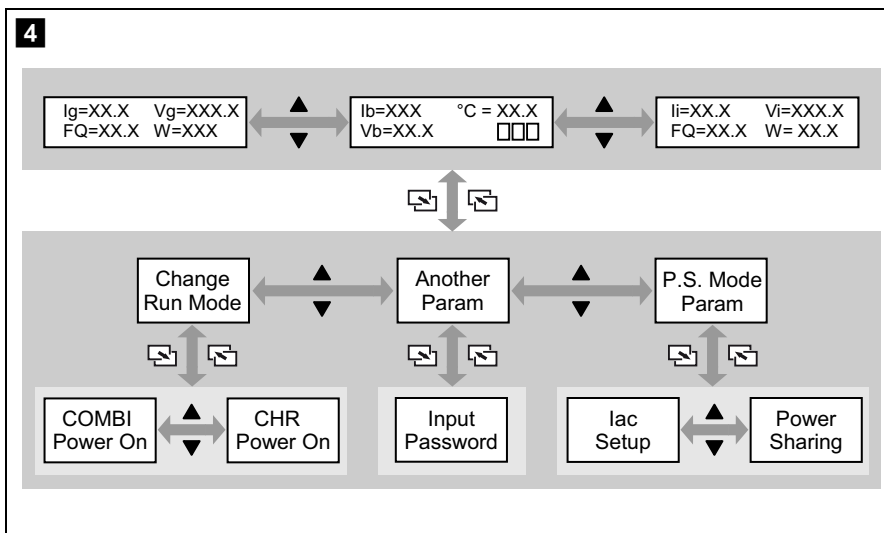 4
Ig=XX.X Vg=XXX.X
FQ=XX.X W=XXX
Ib=XXX °C = XX.X
Vb=XX.X
Ii=XX.X Vi=XXX.X
FQ=XX.X W= XX.X
Change
Run Mode
Another
Param
P.S. Mode
Param
COMBI
Power On
CHR
Power On
Input
Password
Iac
Setup
Power
Sharing